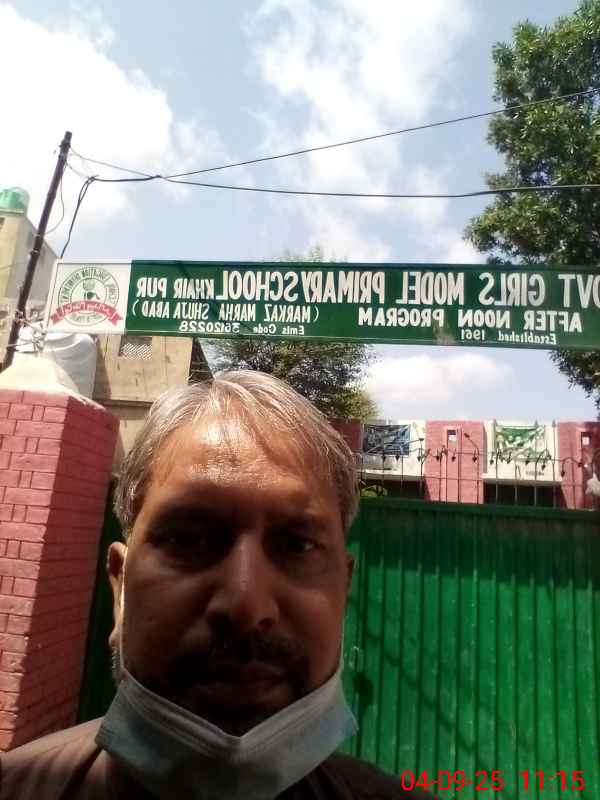 OVT GIRLS MODEL PRIMARY SCHOOL KHAIR PUR
AFTER NOON PROGRAM ( MARKAZ MAKHA SHUJA ABAD )
Established 1961 Emis Code 36120228
04-09-25 11:15